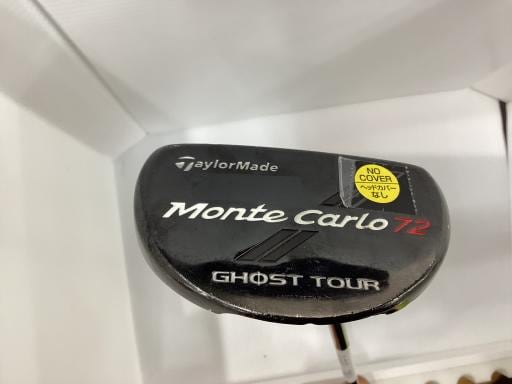 TaylorMade
NO
COVER
ヘッドカバー
なし
Monte Carlo 72
GHOST TOUR